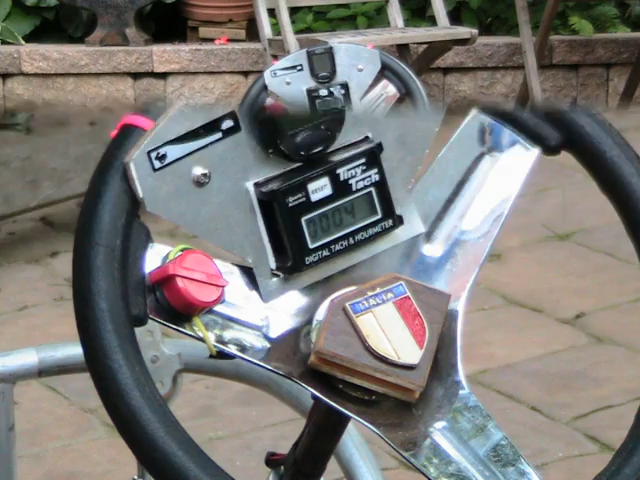 Tiny-
Tach
RESET
0004
DIGITAL TACH & HOURMETER
ITALIA